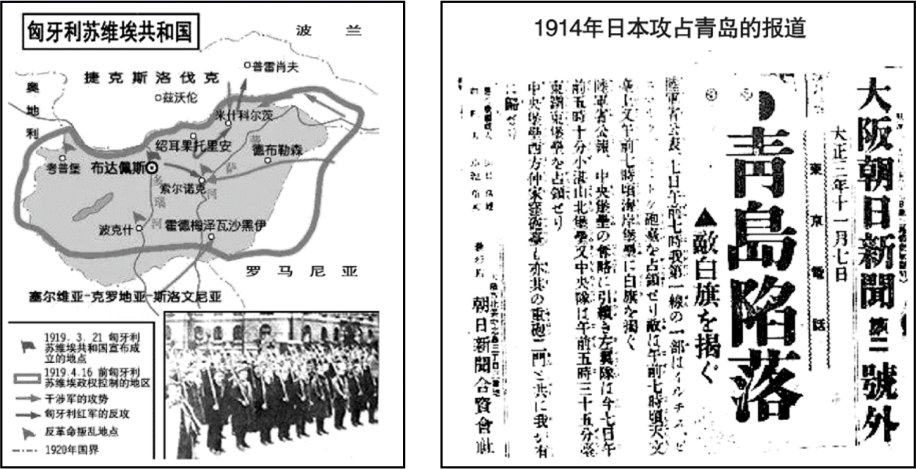 匈牙利苏维埃共和国
波 兰
普雷肖夫
捷 克 斯 洛 伐 克
兹沃伦
奥地利
米什科尔茨
绍耳果托里安
考普堡
布达佩斯
德布勒森
索尔诺克
多瑙河
波克什
霍德梅泽瓦沙黑伊
罗 马 尼 亚
塞尔维亚-克罗地亚-斯洛文尼亚
1919.3.21 匈牙利
苏维埃共和国宣布成
立的地点
1919.4.16 前匈牙利
苏维埃政权控制的地区
干涉军的攻势
匈牙利红军的反攻
反革命叛乱地点
1920年国界
1914年日本攻占青岛的报道
大阪朝日新聞 第二 號外
大正三年十一月七日
東京電話
青島陥落
▲敵白旗を揚ぐ
陸軍省公表、七日午前七時我第一線の一部はイルチス、ビ
砲臺を占領せり敵は午前七時頃天文
臺上又午前七時頃海岸堡壘に白旗を揚ぐ
陸軍省公報、中央堡壘の奪略に引續き左翼隊は今七日午
前五時十分小湛山北堡壘又中央隊は午前五時三十五分臺
東鎮東堡壘を占領せり
中央堡壘西方仲家窪砲臺も亦其の重砲二門と共に我が有
に歸せり
朝日新聞合資會社